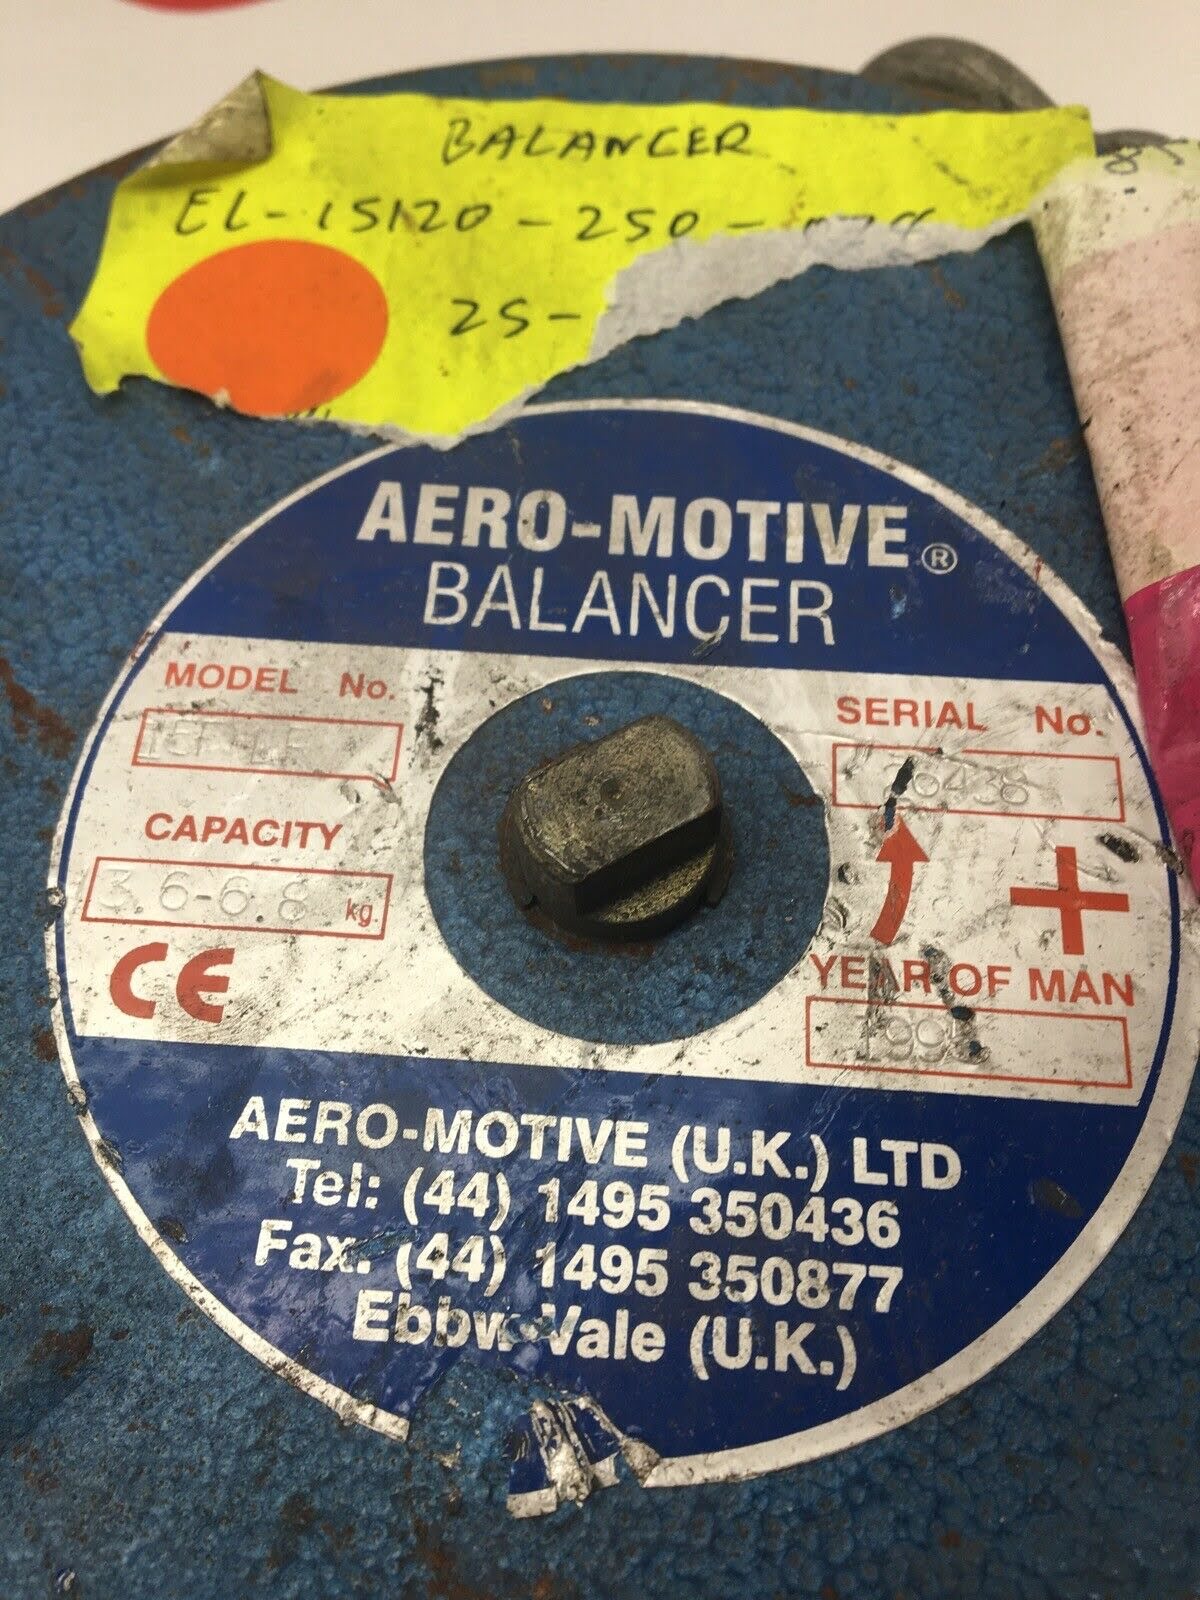 BALANCER
EL-15120-250-
25-
AERO-MOTIVE®
BALANCER
MODEL No.
SERIAL No.
CAPACITY
3.6-6.8 kg.
+
CE
YEAR OF MAN
AERO-MOTIVE (U.K.) LTD
Tel: (44) 1495 350436
Fax. (44) 1495 350877
Ebbw Vale (U.K.)